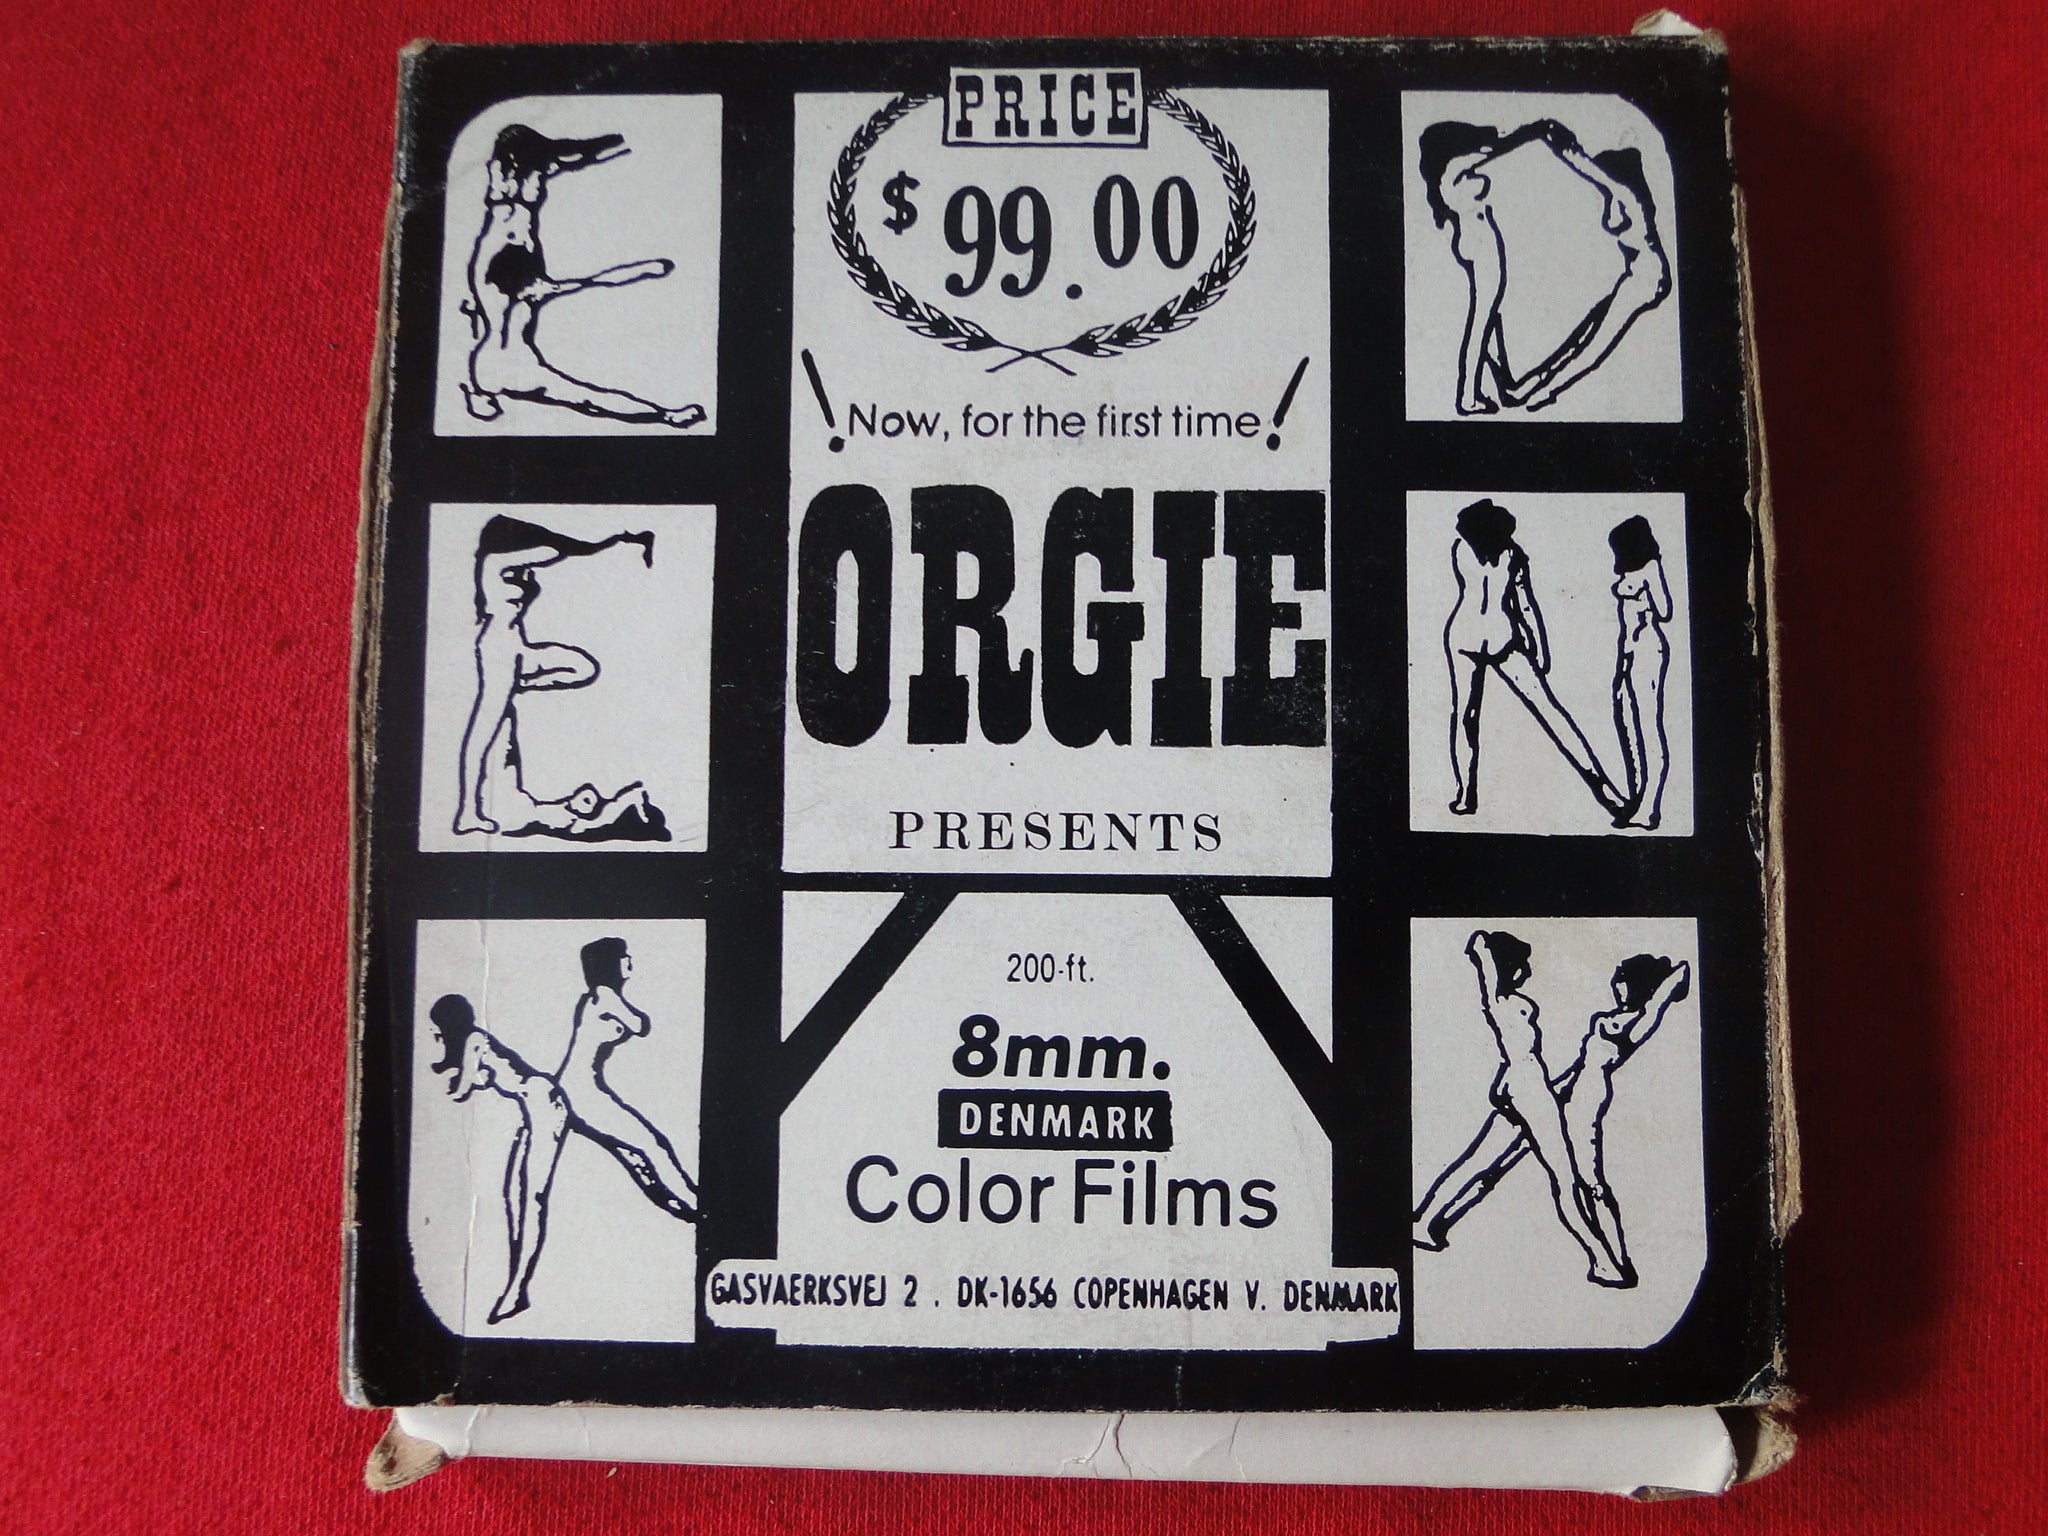 PRICE
$ 99.00
! Now, for the first time!
ORGIE
PRESENTS
200-ft.
8mm.
DENMARK
Color Films
GASVAERKSVEJ 2 . DK-1656 COPENHAGEN V. DENMARK